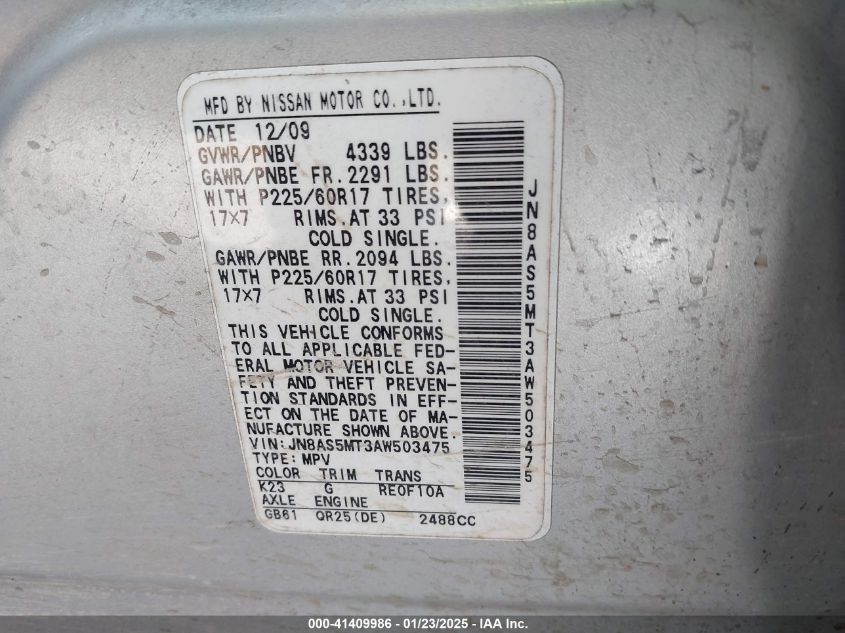 MFD BY NISSAN MOTOR CO.,LTD.
DATE 12/09
GVWR/PNBV 4339 LBS.
GAWR/PNBE FR.2291 LBS.
WITH P225/60R17 TIRES,
17×7 RIMS.AT 33 PSI
COLD SINGLE.
GAWR/PNBE RR.2094 LBS.
WITH P225/60R17 TIRES,
17×7 RIMS.AT 33 PSI
COLD SINGLE.
THIS VEHICLE CONFORMS
TO ALL APPLICABLE FED-
ERAL MOTOR VEHICLE SA-
FETY AND THEFT PREVEN-
TION STANDARDS IN EFF-
ECT ON THE DATE OF MA-
NUFACTURE SHOWN ABOVE.
VIN:JN8AS5MT3AW503475
TYPE:MPV
COLOR TRIM TRANS
K23 G RE0F10A
AXLE ENGINE
GB61 QR25(DE) 2488CC
JN8AS5MT3AW503475
000-41409986 - 01/23/2025 - IAA Inc.